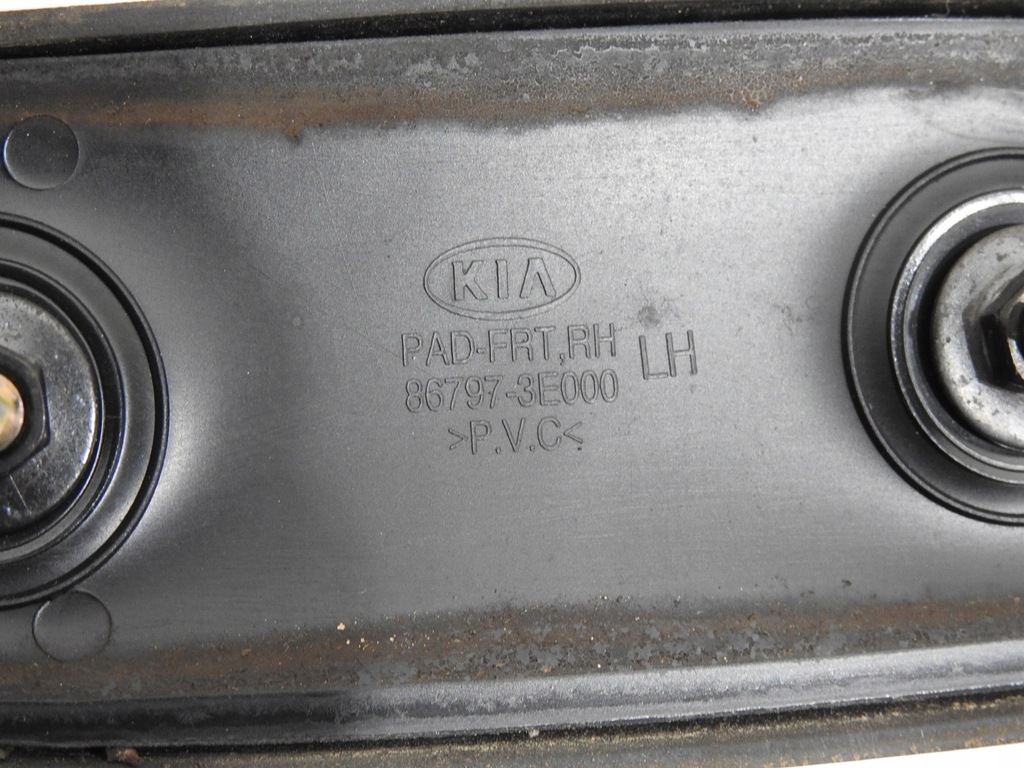 KIA
PAD-FRT,RH LH
86797-3E000
>P.V.C<